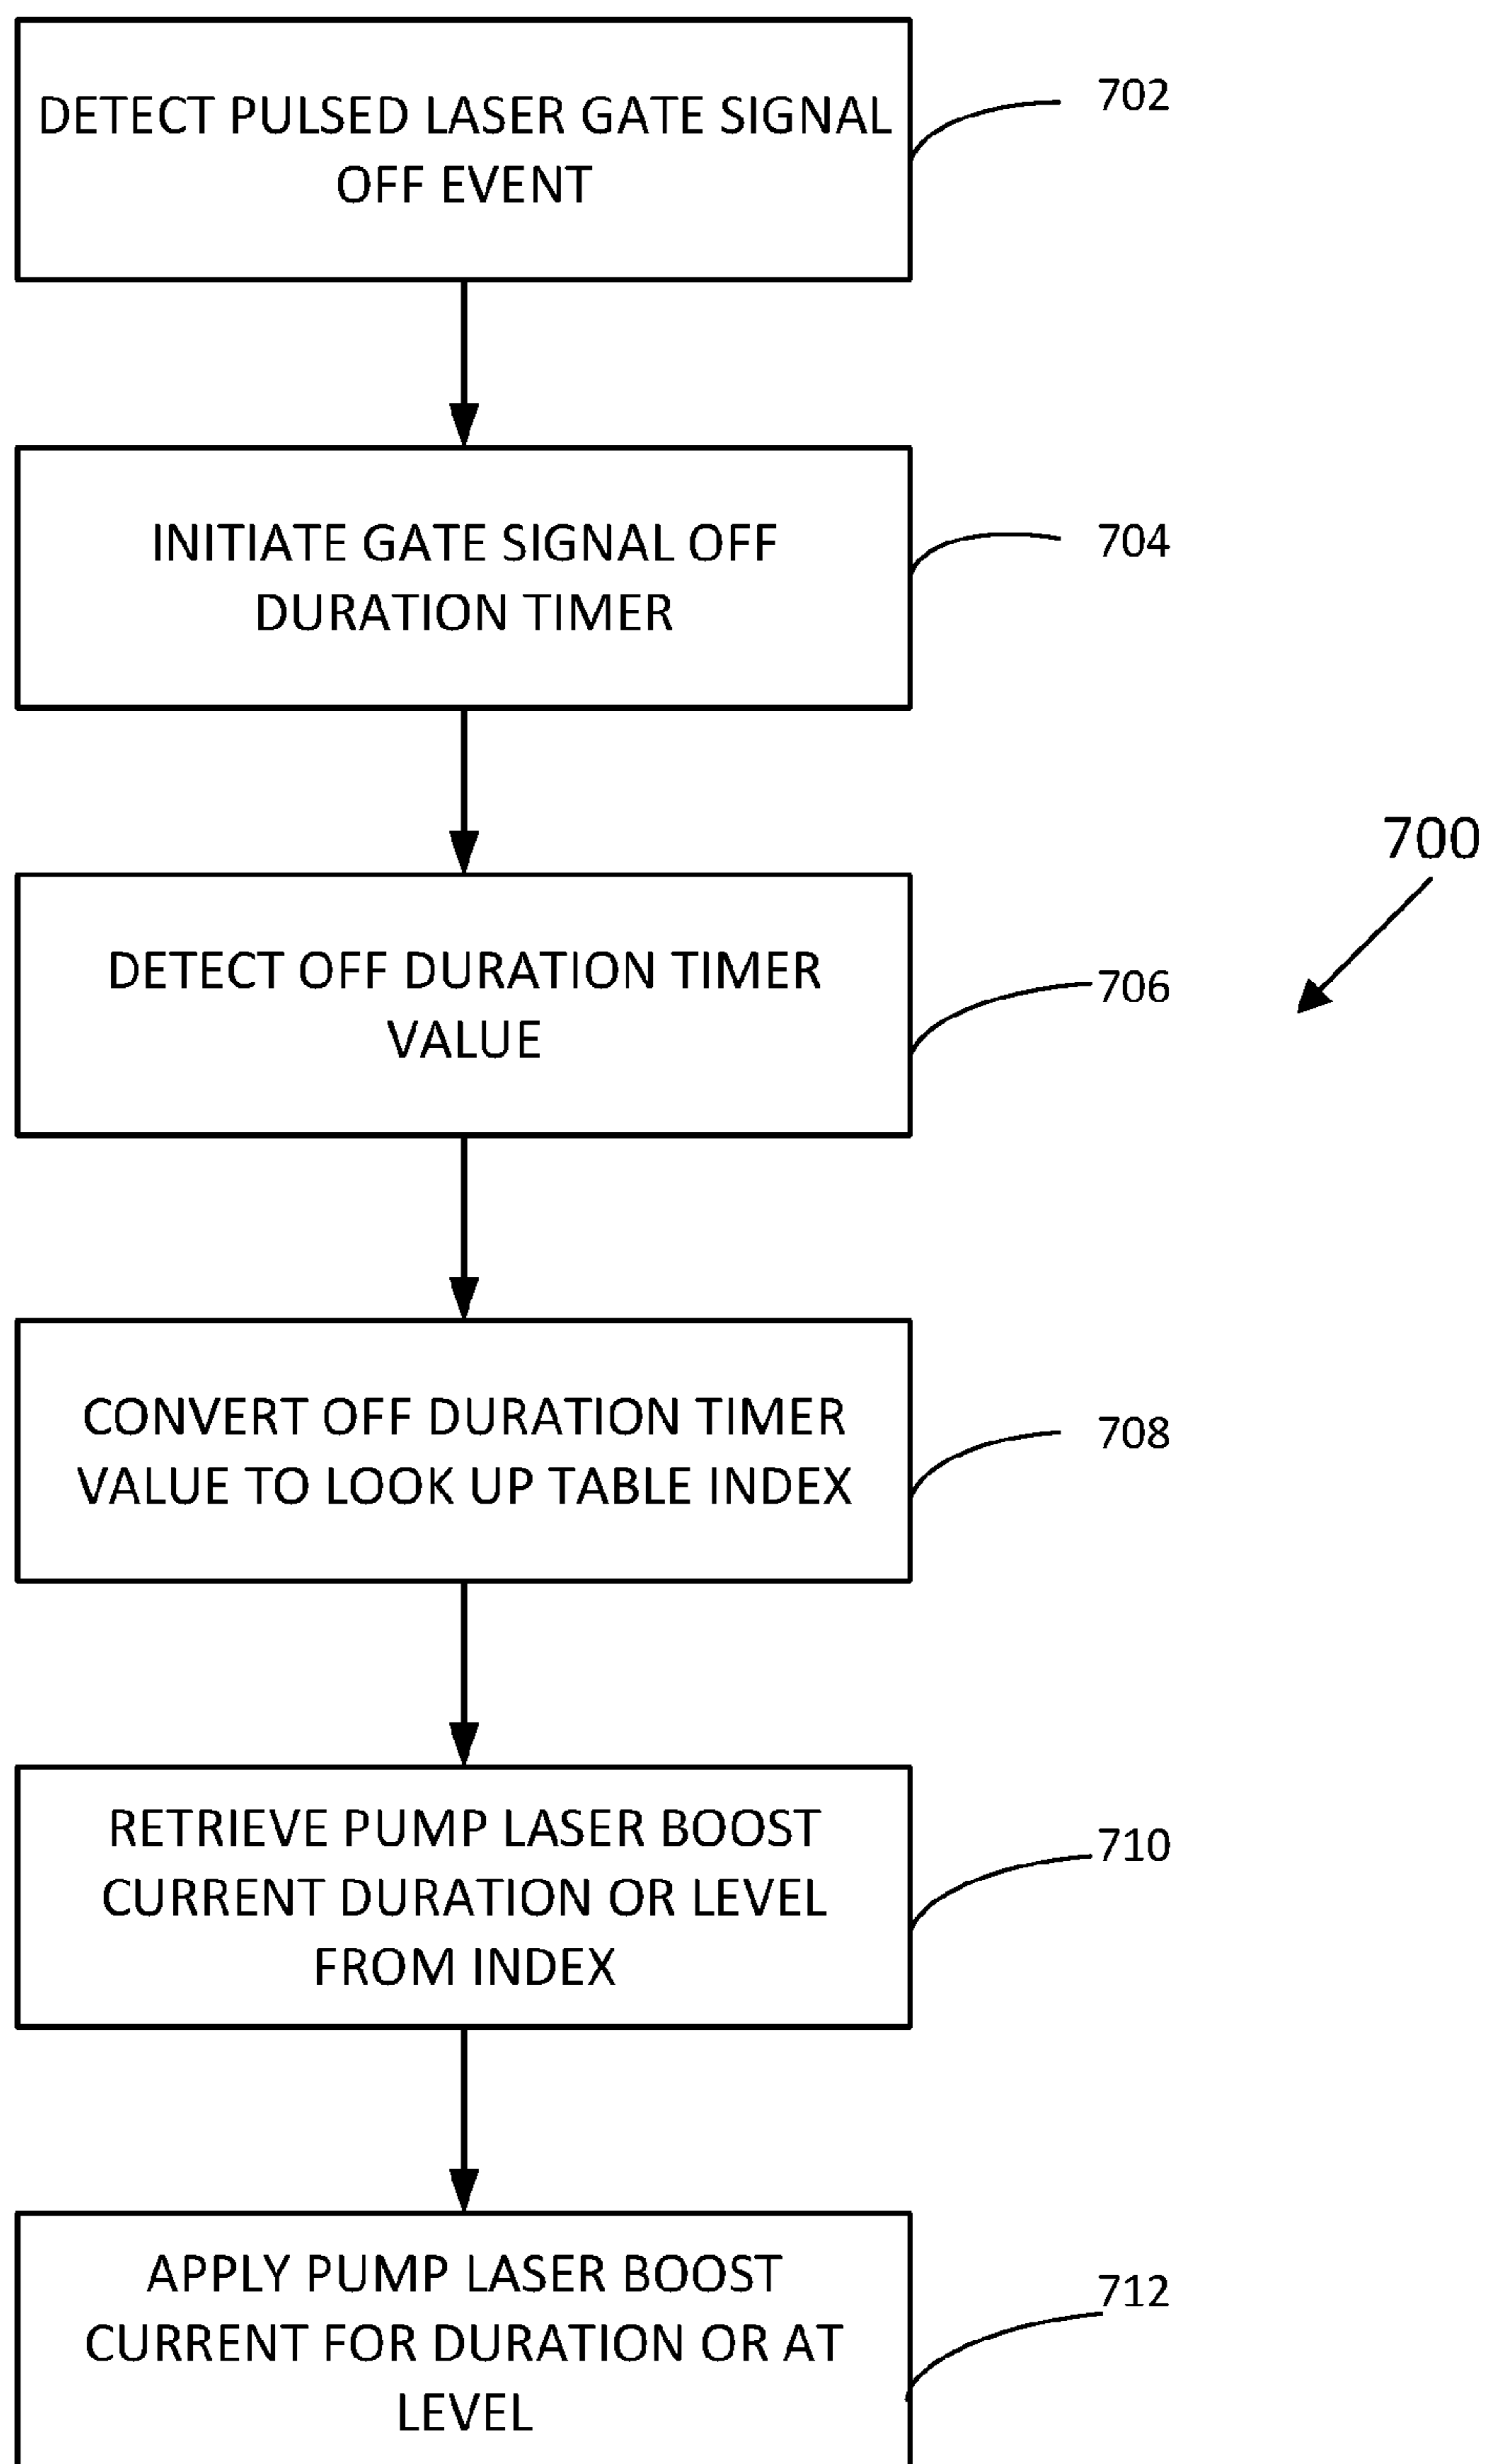 DETECT PULSED LASER GATE SIGNAL
OFF EVENT
702
INITIATE GATE SIGNAL OFF
DURATION TIMER
704
700
DETECT OFF DURATION TIMER
VALUE
706
CONVERT OFF DURATION TIMER
VALUE TO LOOK UP TABLE INDEX
708
RETRIEVE PUMP LASER BOOST
CURRENT DURATION OR LEVEL
FROM INDEX
710
APPLY PUMP LASER BOOST
CURRENT FOR DURATION OR AT
LEVEL
712